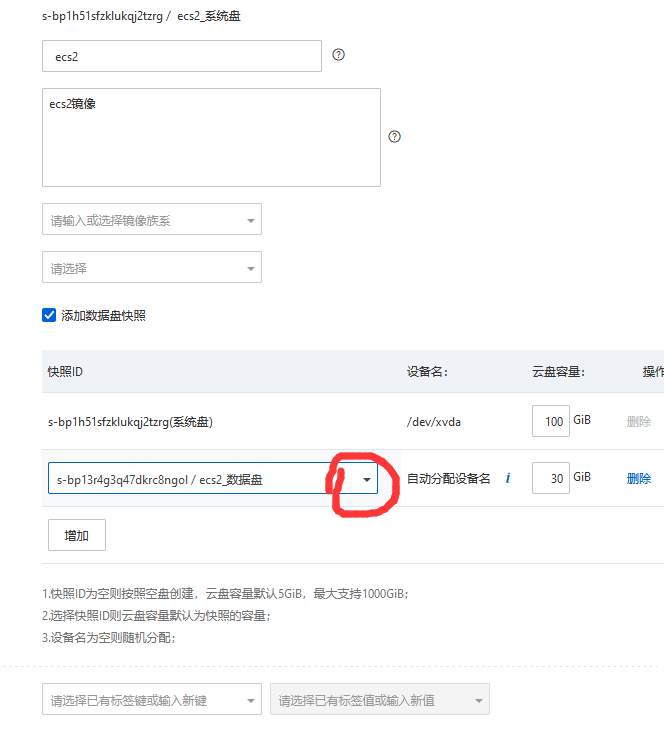 s-bp1h51sfzklukqj2tzrg / ecs2_系统盘
ecs2
ecs2镜像
请输入或选择镜像族系
请选择
添加数据盘快照
快照ID 设备名： 云盘容量： 操作
s-bp1h51sfzklukqj2tzrg(系统盘) /dev/xvda 100 GiB 删除
s-bp13r4g3q47dkrc8ngol / ecs2_数据盘 自动分配设备名 i 30 GiB 删除
增加
1.快照ID为空则按照空盘创建，云盘容量默认5GiB，最大支持1000GiB；
2.选择快照ID则云盘容量默认为快照的容量；
3.设备名为空则随机分配；
请选择已有标签键或输入新键 请选择已有标签值或输入新值